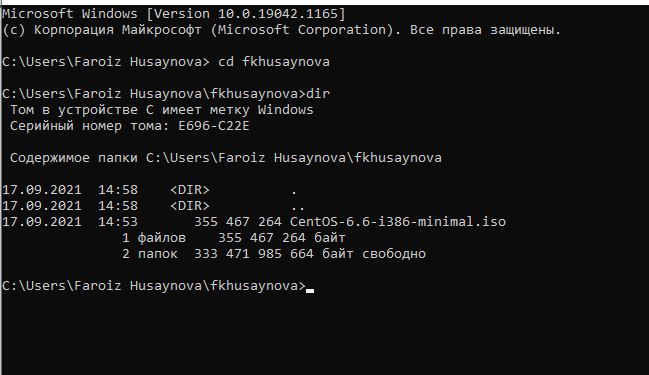 Microsoft Windows [Version 10.0.19042.1165]
(c) Корпорация Майкрософт (Microsoft Corporation). Все права защищены.
C:\Users\Faroiz Husaynova> cd fkhusaynova
C:\Users\Faroiz Husaynova\fkhusaynova>dir
Том в устройстве C имеет метку Windows
Серийный номер тома: E696-C22E
Содержимое папки C:\Users\Faroiz Husaynova\fkhusaynova
17.09.2021  14:58    <DIR>          .
17.09.2021  14:58    <DIR>          ..
17.09.2021  14:53       355 467 264 CentOS-6.6-i386-minimal.iso
1 файлов    355 467 264 байт
2 папок  333 471 985 664 байт свободно
C:\Users\Faroiz Husaynova\fkhusaynova>